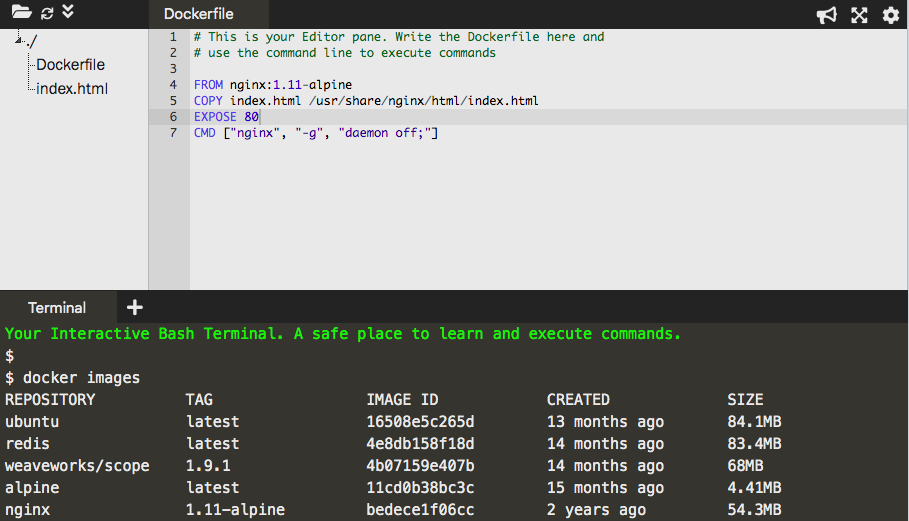 Dockerfile
./
Dockerfile
index.html
1 # This is your Editor pane. Write the Dockerfile here and
2 # use the command line to execute commands
3
4 FROM nginx:1.11-alpine
5 COPY index.html /usr/share/nginx/html/index.html
6 EXPOSE 80
7 CMD ["nginx", "-g", "daemon off;"]
Terminal
Your Interactive Bash Terminal. A safe place to learn and execute commands.
$
$ docker images
REPOSITORY TAG IMAGE ID CREATED SIZE
ubuntu latest 16508e5c265d 13 months ago 84.1MB
redis latest 4e8db158f18d 14 months ago 83.4MB
weaveworks/scope 1.9.1 4b07159e407b 14 months ago 68MB
alpine latest 11cd0b38bc3c 15 months ago 4.41MB
nginx 1.11-alpine bedece1f06cc 2 years ago 54.3MB